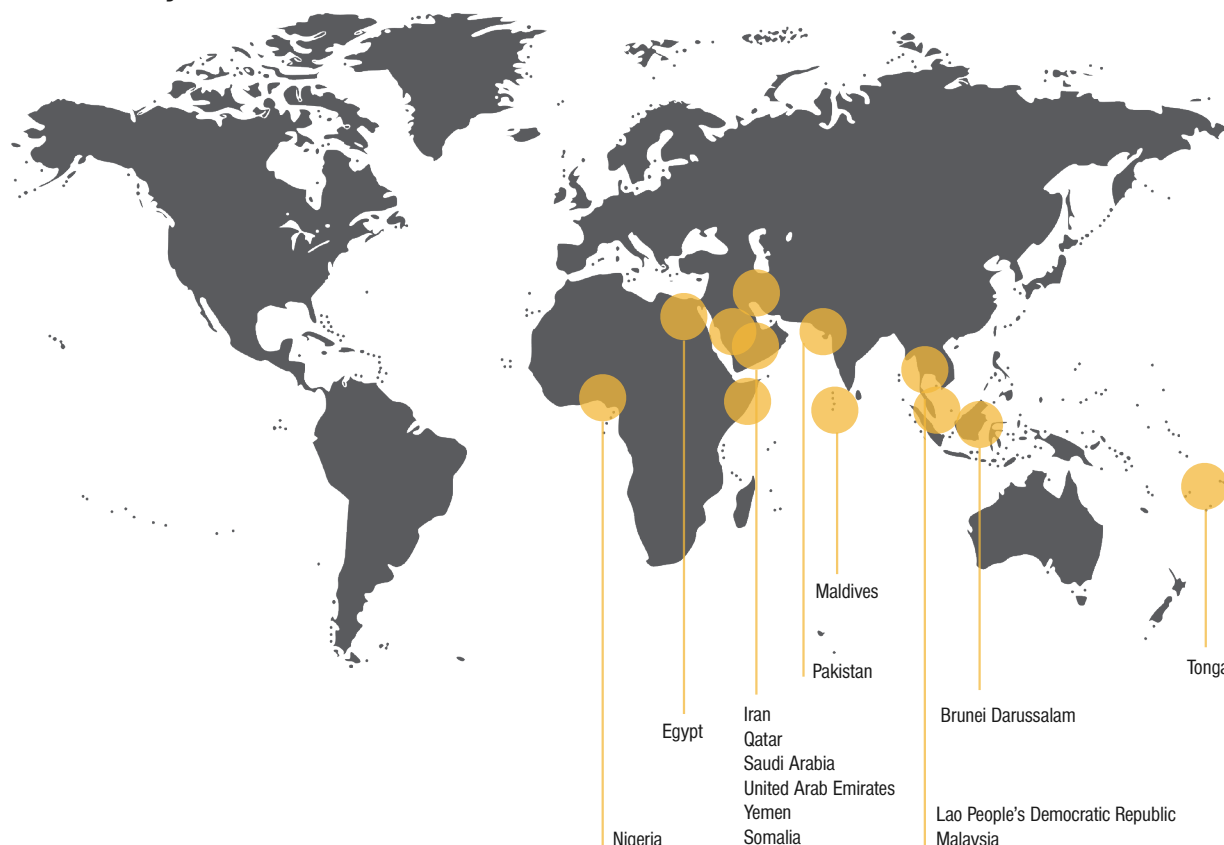 Maldives
Pakistan
Tonga
Egypt
Iran
Qatar
Saudi Arabia
United Arab Emirates
Yemen
Somalia
Brunei Darussalam
Lao People's Democratic Republic
Malaysia
Nigeria